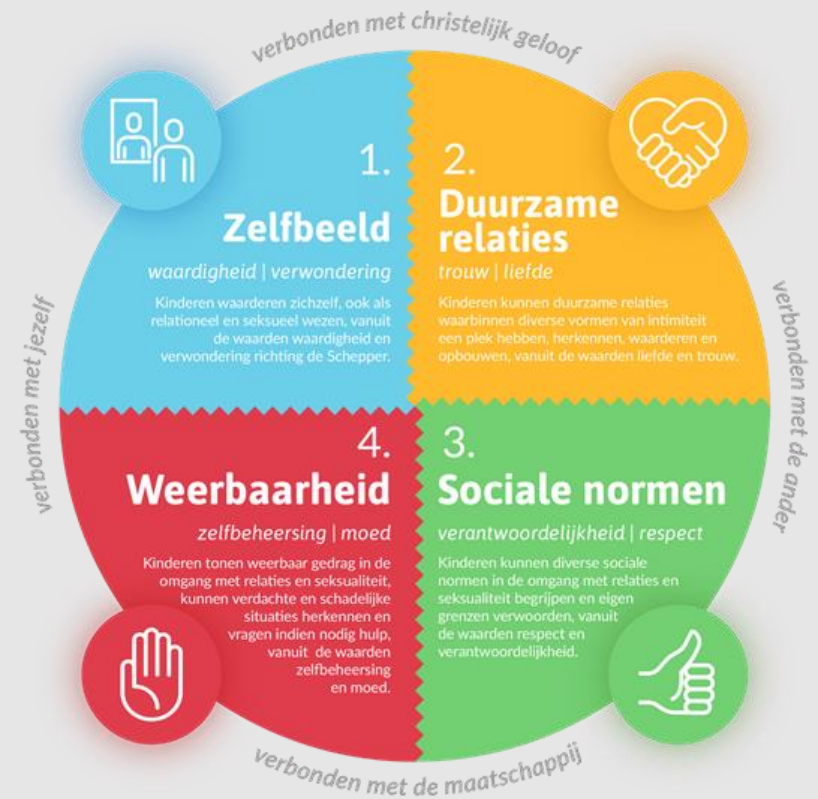 verbonden met christelijk geloof
1.
Zelfbeeld
waardigheid | verwondering
Kinderen waarderen zichzelf, ook als
relationeel en seksueel wezen, vanuit
de waarden waardigheid en
verwondering richting de Schepper.
2.
Duurzame
relaties
trouw | liefde
Kinderen kunnen duurzame relaties
waarbinnen diverse vormen van intimiteit
een plek hebben, herkennen, waarderen en
opbouwen, vanuit de waarden liefde en trouw.
verbonden met jezelf
verbonden met de ander
4.
Weerbaarheid
zelfbeheersing | moed
Kinderen tonen weerbaar gedrag in de
omgang met relaties en seksualiteit,
kunnen verdachte en schadelijke
situaties herkennen en
vragen indien nodig hulp,
vanuit de waarden
zelfbeheersing
en moed.
3.
Sociale normen
verantwoordelijkheid | respect
Kinderen kunnen diverse sociale
normen in de omgang met relaties en
seksualiteit begrijpen en eigen
grenzen verwoorden, vanuit
de waarden respect en
verantwoordelijkheid.
verbonden met de maatschappij